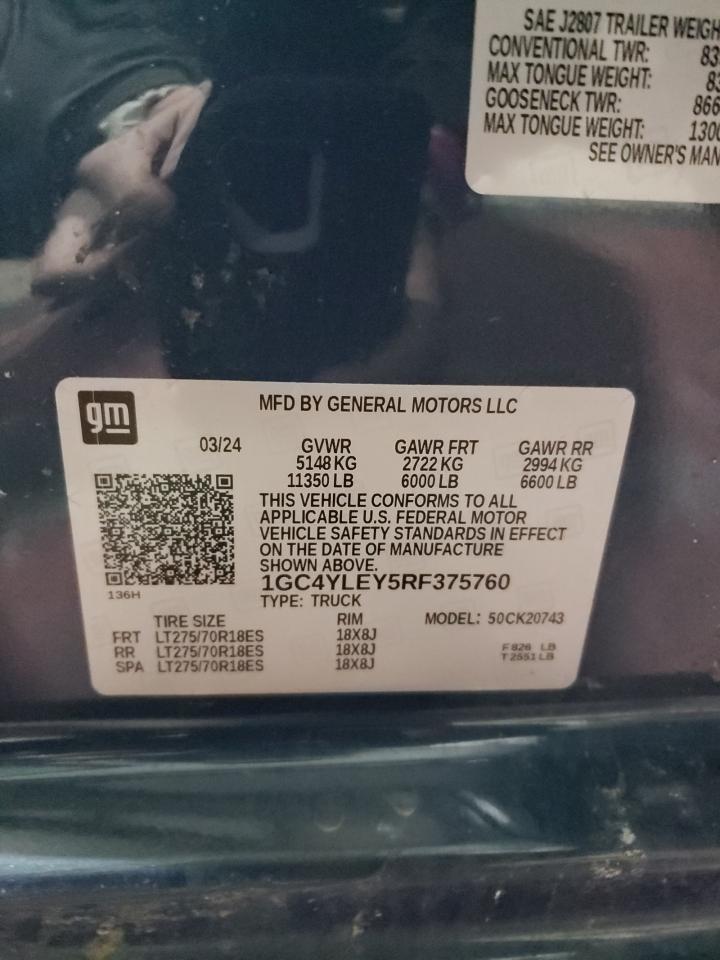 SAE J2807 TRAILER
CONVENTIONAL TWR:
MAX TONGUE WEIGHT:
GOOSENECK TWR:
MAX TONGUE WEIGHT:
SEE OWNER'S
gm
MFD BY GENERAL MOTORS LLC
03/24 GVWR GAWR FRT GAWR RR
5148 KG 2722 KG 2994 KG
11350 LB 6000 LB 6600 LB
THIS VEHICLE CONFORMS TO ALL
APPLICABLE U.S. FEDERAL MOTOR
VEHICLE SAFETY STANDARDS IN EFFECT
ON THE DATE OF MANUFACTURE
SHOWN ABOVE.
1GC4YLEY5RF375760
136H
TYPE: TRUCK
TIRE SIZE RIM MODEL: 50CK20743
FRT LT275/70R18ES 18X8J
RR LT275/70R18ES 18X8J
SPA LT275/70R18ES 18X8J
F 826 LB
T 2551 LB